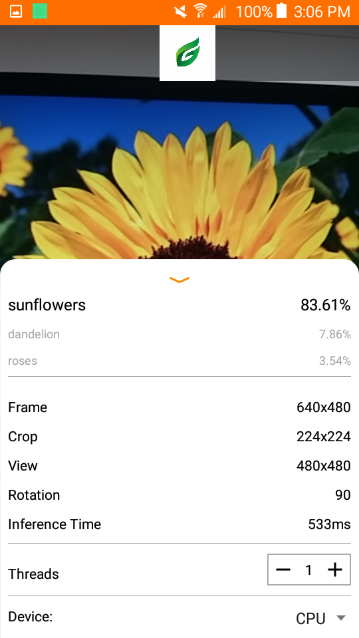 100% 3:06 PM
sunflowers 83.61%
dandelion 7.86%
roses 3.54%
Frame 640x480
Crop 224x224
View 480x480
Rotation 90
Inference Time 533ms
Threads 1
Device: CPU